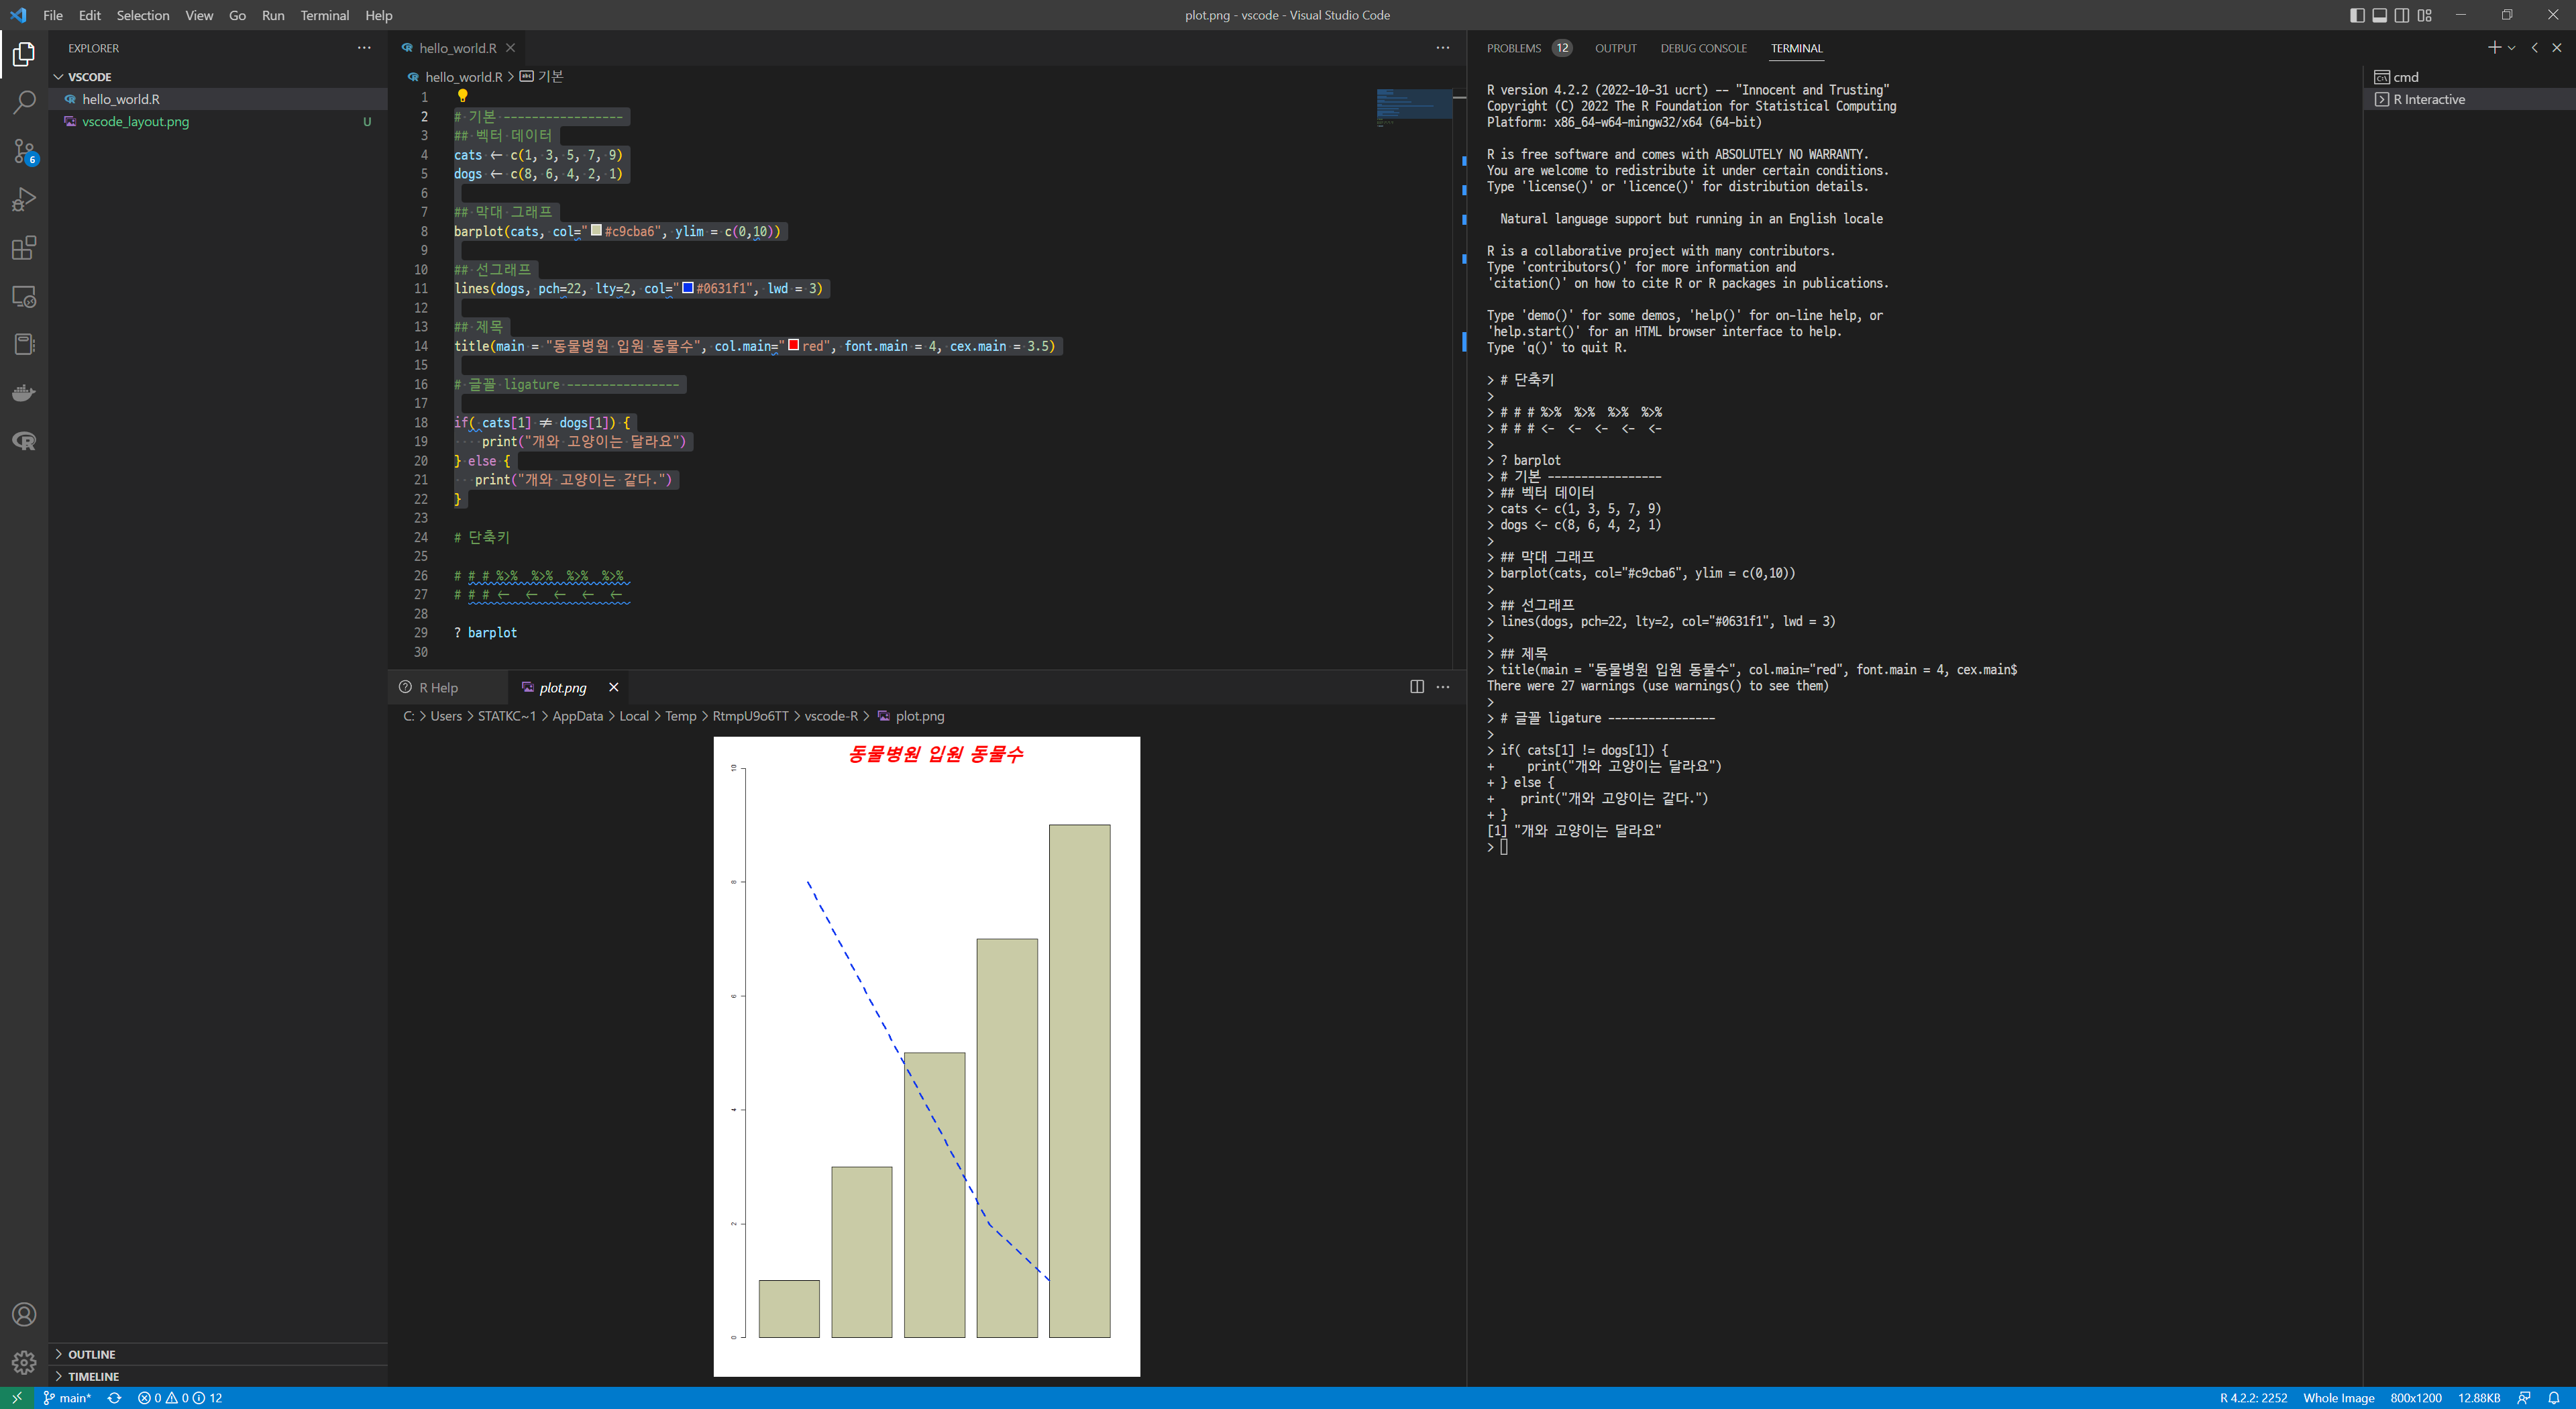 File Edit Selection View Go Run Terminal Help
plot.png - vscode - Visual Studio Code
EXPLORER
VSCODE
hello_world.R
vscode_layout.png U
6
OUTLINE
TIMELINE
hello_world.R
hello_world.R > abc 기본
1
2 # 기본 -----------------
3 ## 벡터 데이터
4 cats <- c(1, 3, 5, 7, 9)
5 dogs <- c(8, 6, 4, 2, 1)
6
7 ## 막대 그래프
8 barplot(cats, col="#c9cba6", ylim = c(0,10))
9
10 ## 선그래프
11 lines(dogs, pch=22, lty=2, col="#0631f1", lwd = 3)
12
13 ## 제목
14 title(main = "동물병원 입원 동물수", col.main="red", font.main = 4, cex.main = 3.5)
15
16 # 글꼴 ligature ----------------
17
18 if( cats[1] != dogs[1]) {
19 print("개와 고양이는 달라요")
20 } else {
21 print("개와 고양이는 같다.")
22 }
23
24 # 단축키
25
26 # # # %>% %>% %>% %>%
27 # # # <- <- <- <- <-
28
29 ? barplot
30
R Help plot.png
C: > Users > STATKC~1 > AppData > Local > Temp > RtmpU9o6TT > vscode-R > plot.png
동물병원 입원 동물수
10
8
6
4
2
0
PROBLEMS 12 OUTPUT DEBUG CONSOLE TERMINAL
R version 4.2.2 (2022-10-31 ucrt) -- "Innocent and Trusting"
Copyright (C) 2022 The R Foundation for Statistical Computing
Platform: x86_64-w64-mingw32/x64 (64-bit)
R is free software and comes with ABSOLUTELY NO WARRANTY.
You are welcome to redistribute it under certain conditions.
Type 'license()' or 'licence()' for distribution details.
Natural language support but running in an English locale
R is a collaborative project with many contributors.
Type 'contributors()' for more information and
'citation()' on how to cite R or R packages in publications.
Type 'demo()' for some demos, 'help()' for on-line help, or
'help.start()' for an HTML browser interface to help.
Type 'q()' to quit R.
> # 단축키
>
> # # # %>% %>% %>% %>%
> # # # <- <- <- <- <-
>
> ? barplot
> # 기본 -----------------
> ## 벡터 데이터
> cats <- c(1, 3, 5, 7, 9)
> dogs <- c(8, 6, 4, 2, 1)
>
> ## 막대 그래프
> barplot(cats, col="#c9cba6", ylim = c(0,10))
>
> ## 선그래프
> lines(dogs, pch=22, lty=2, col="#0631f1", lwd = 3)
>
> ## 제목
> title(main = "동물병원 입원 동물수", col.main="red", font.main = 4, cex.main$
There were 27 warnings (use warnings() to see them)
>
> # 글꼴 ligature ----------------
>
> if( cats[1] != dogs[1]) {
+ print("개와 고양이는 달라요")
+ } else {
+ print("개와 고양이는 같다.")
+ }
[1] "개와 고양이는 달라요"
>
cmd
R Interactive
main* 0 0 12
R 4.2.2: 2252 Whole Image 800x1200 12.88KB